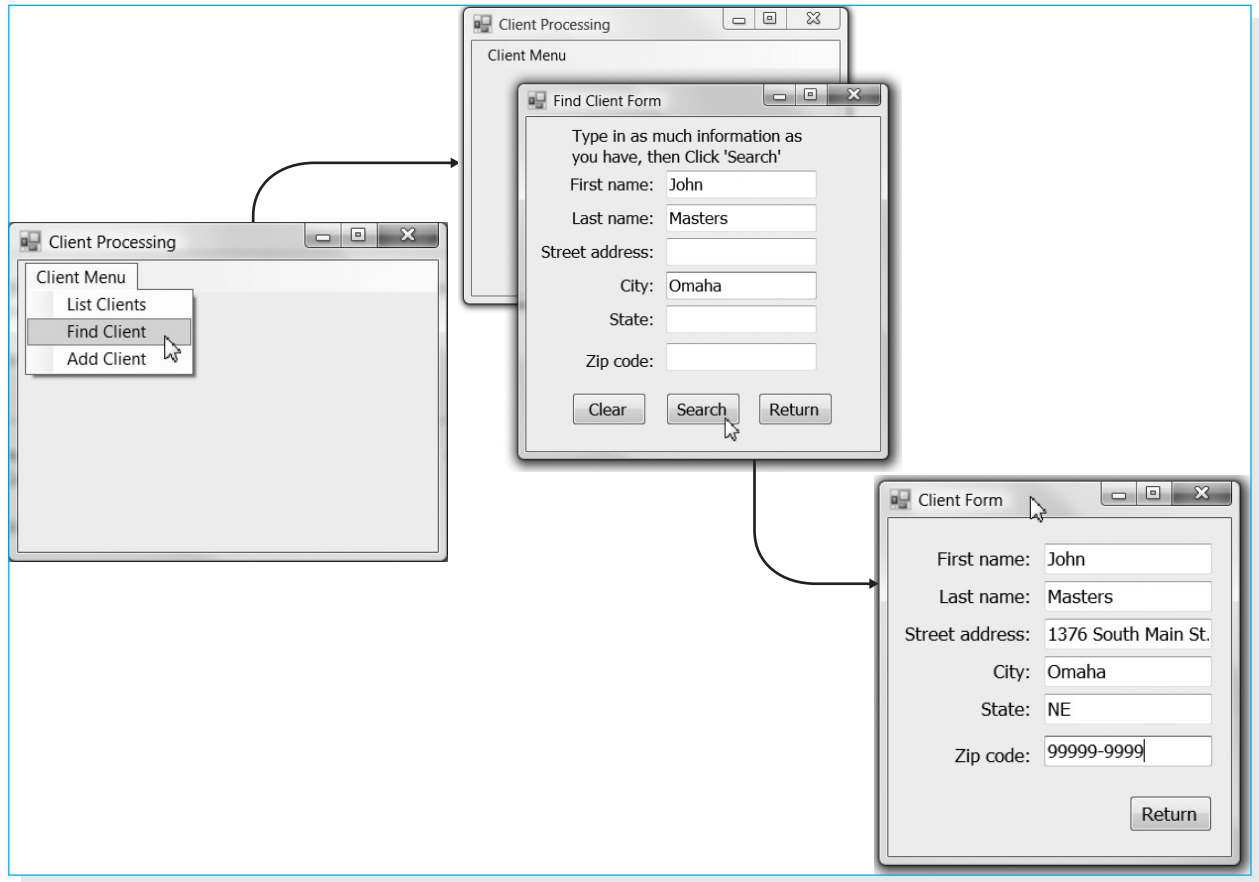 Client Processing
Client Menu
List Clients
Find Client
Add Client
Client Processing
Client Menu
Find Client Form
Type in as much information as
you have, then Click 'Search'
First name: John
Last name: Masters
Street address:
City: Omaha
State:
Zip code:
Clear Search Return
Client Form
First name: John
Last name: Masters
Street address: 1376 South Main St.
City: Omaha
State: NE
Zip code: 99999-9999
Return